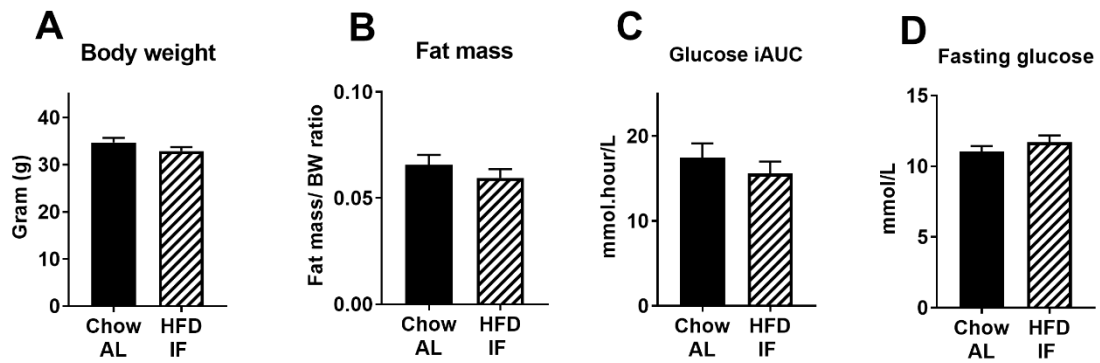 A
Body weight
Gram (g)
40
30
30
10
0
Chow
AL
HFD
IF
B
Fat mass
Fat mass/ BW ratio
0.10
0.05
0.00
Chow
AL
HFD
IF
C
Glucose iAUC
mmol.hour/L
20
10
0
Chow
AL
HFD
IF
D
Fasting glucose
mmol/L
15
10
5
0
Chow
AL
HFD
IF